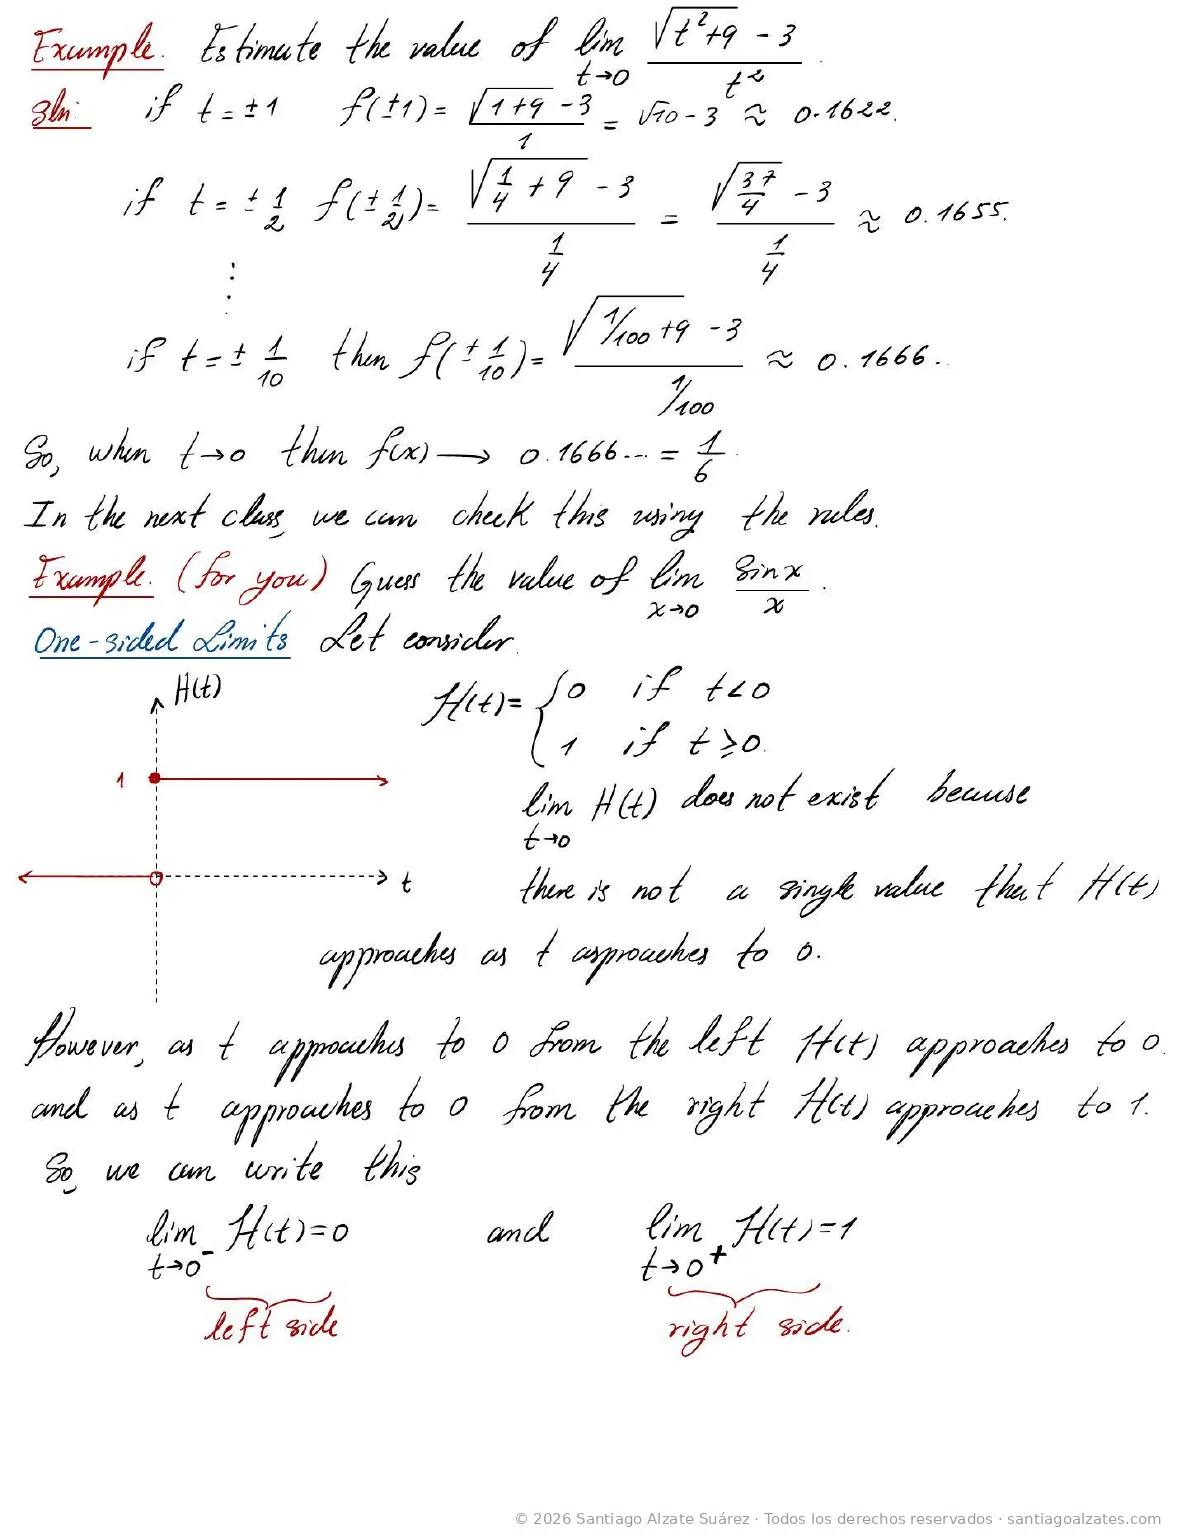 Example. Estimate the value of lim t→0 (√(t²+9) - 3)/t².
Sln: if t = ±1 f(±1) = (√(1+9) - 3)/1 = √10 - 3 ≈ 0.1622.
if t = ± 1/2 f(± 1/2) = (√(1/4 + 9) - 3)/(1/4) = (√(37/4) - 3)/(1/4) ≈ 0.1655.
⋮
if t = ± 1/10 then f(± 1/10) = (√(1/100 + 9) - 3)/(1/100) ≈ 0.1666..
So, when t→0 then f(x) ⟶ 0.1666... = 1/6.
In the next class, we can check this using the rules.
Example. (for you) Guess the value of lim x→0 sinx/x.
One-sided Limits Let consider.
H(t)
H(t) = { 0 if t<0
1 if t≥0.
1
lim t→0 H(t) does not exist because
t
there is not a single value that H(t)
approaches as t asproaches to 0.
However, as t approaches to 0 from the left H(t) approaches to 0.
and as t approaches to 0 from the right H(t) approaches to 1.
So, we can write this
lim t→0⁻ H(t)=0 and lim t→0⁺ H(t)=1
left side right side.
© 2026 Santiago Alzate Suárez · Todos los derechos reservados · santiagoalzates.com